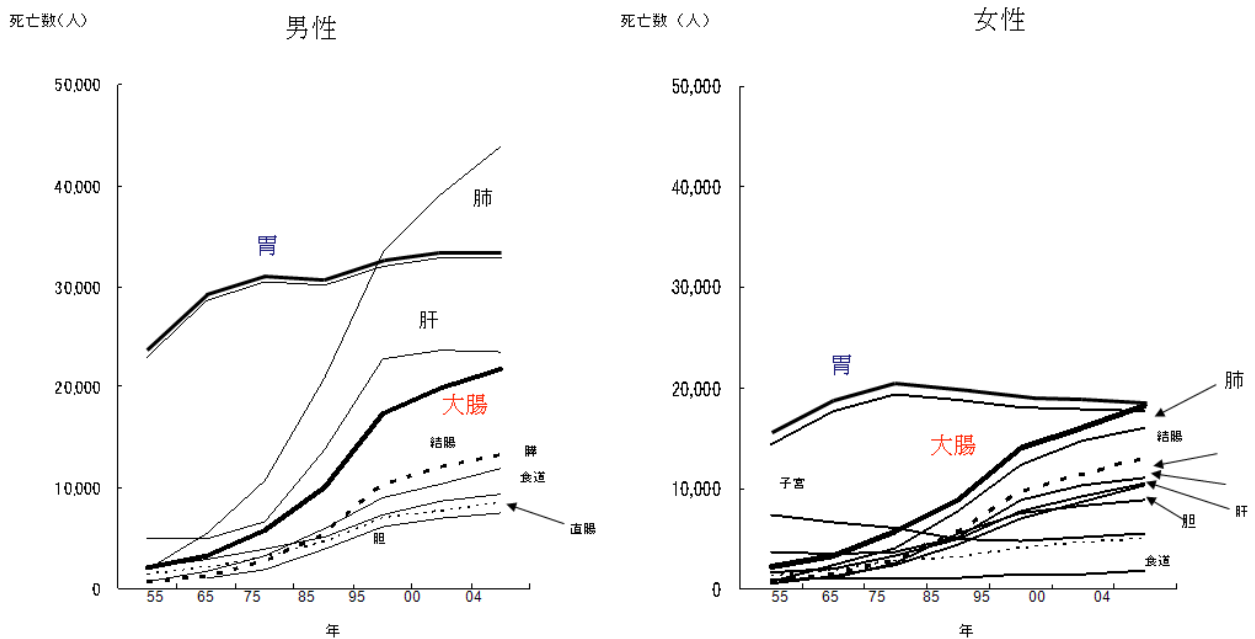 死亡数(人)
男性
50,000
40,000
30,000
20,000
10,000
0
肺
胃
肝
大腸
結腸
膵
食道
直腸
胆
55 65 75 85 95 00 04
年
死亡数（人）
女性
50,000
40,000
30,000
20,000
10,000
0
胃
肺
大腸
結腸
子宮
肝
胆
食道
55 65 75 85 95 00 04
年